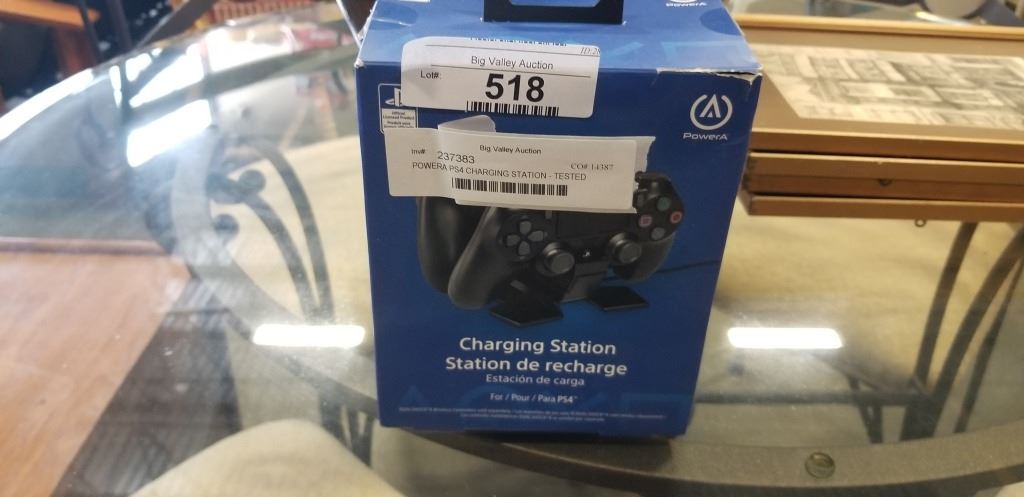 PowerA
Big Valley Auction
Lot#:
518
PowerA
Big Valley Auction
Inv#: 237383
CO# 14387
POWERA PS4 CHARGING STATION - TESTED
Charging Station
Station de recharge
Estación de carga
For / Pour / Para PS4™